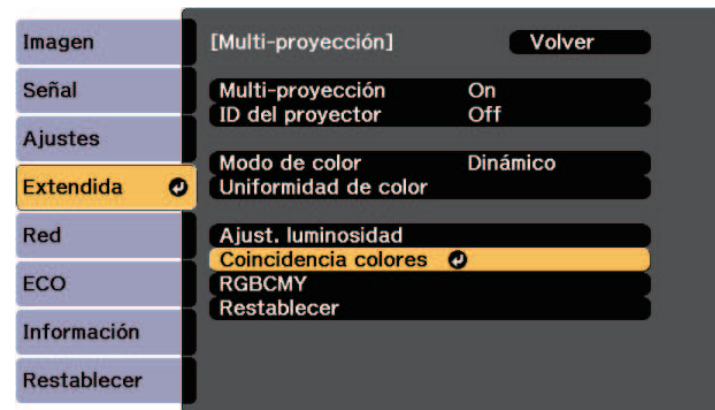 Imagen
Señal
Ajustes
Extendida
Red
ECO
Información
Restablecer
[Multi-proyección] Volver
Multi-proyección On
ID del proyector Off
Modo de color Dinámico
Uniformidad de color
Ajust. luminosidad
Coincidencia colores
RGBCMY
Restablecer